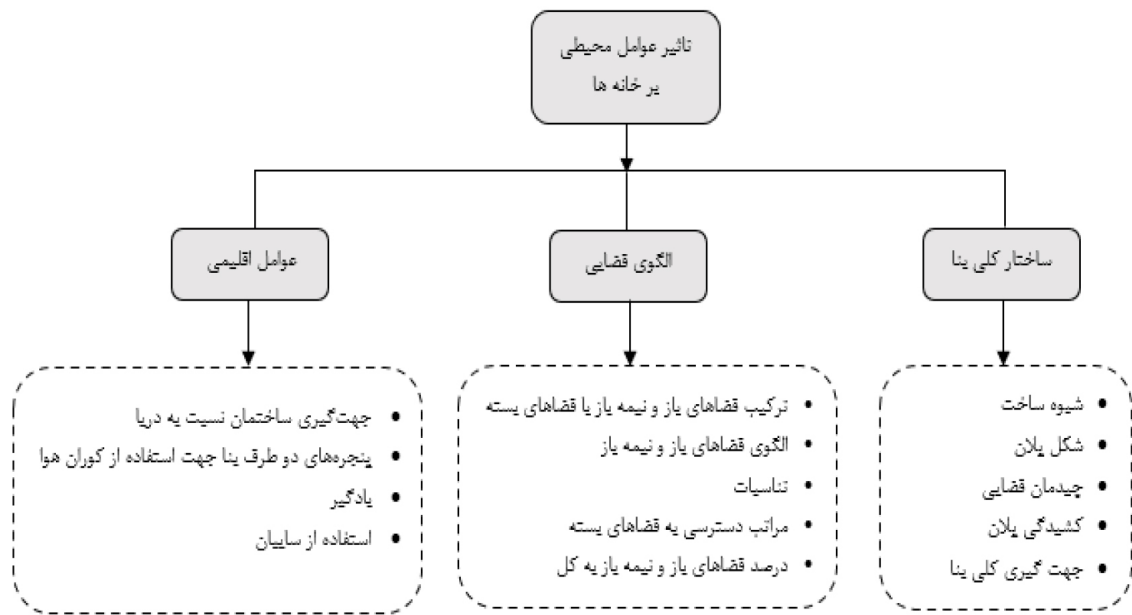 تاثیر عوامل محیطی
بر خانه ها
ساختار کلی بنا
الگوی فضایی
عوامل اقلیمی
شیوه ساخت
شکل پلان
چیدمان فضایی
کشیدگی پلان
جهت گیری کلی بنا
ترکیب فضاهای باز و نیمه باز با فضاهای بسته
الگوی فضاهای باز و نیمه باز
تناسبات
مراتب دسترسی به فضاهای بسته
درصد فضاهای باز و نیمه باز به کل
جهت‌گیری ساختمان نسبت به دریا
پنجره‌های دو طرف بنا جهت استفاده از کوران هوا
بادگیر
استفاده از سایبان